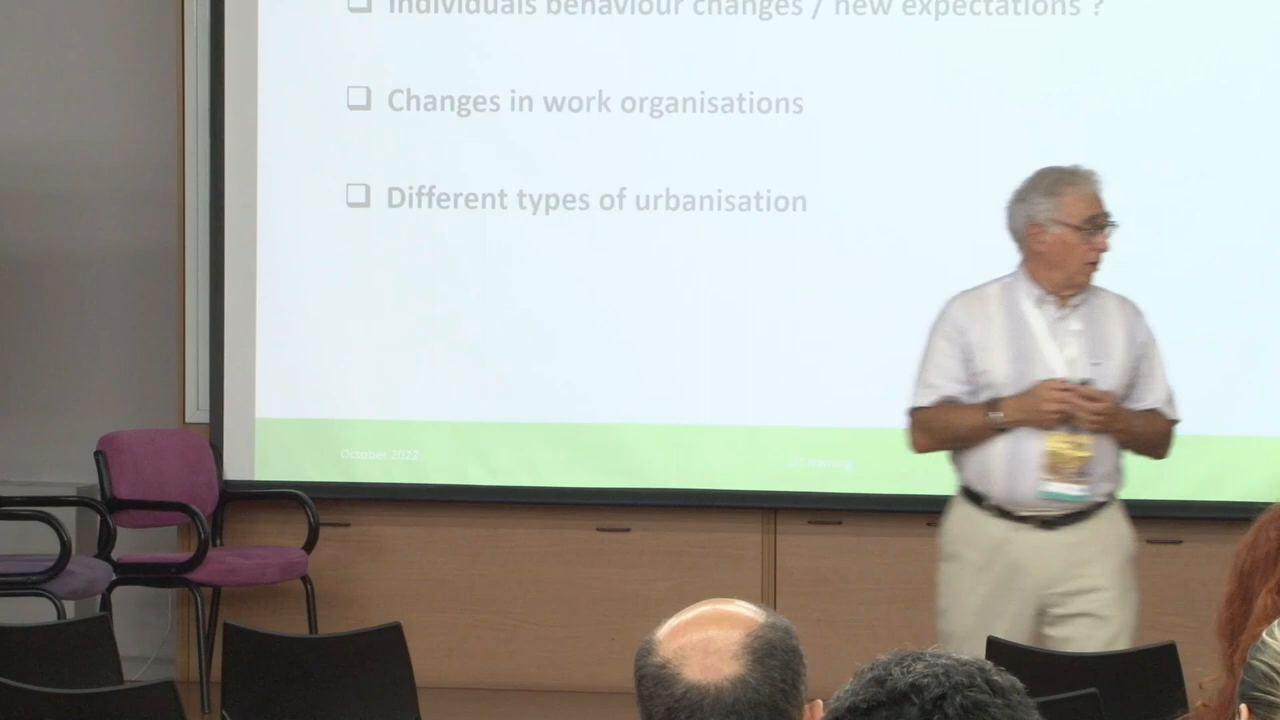 ❑ Individuals behaviour changes / new expectations ?
❑ Changes in work organisations
❑ Different types of urbanisation
October 2022